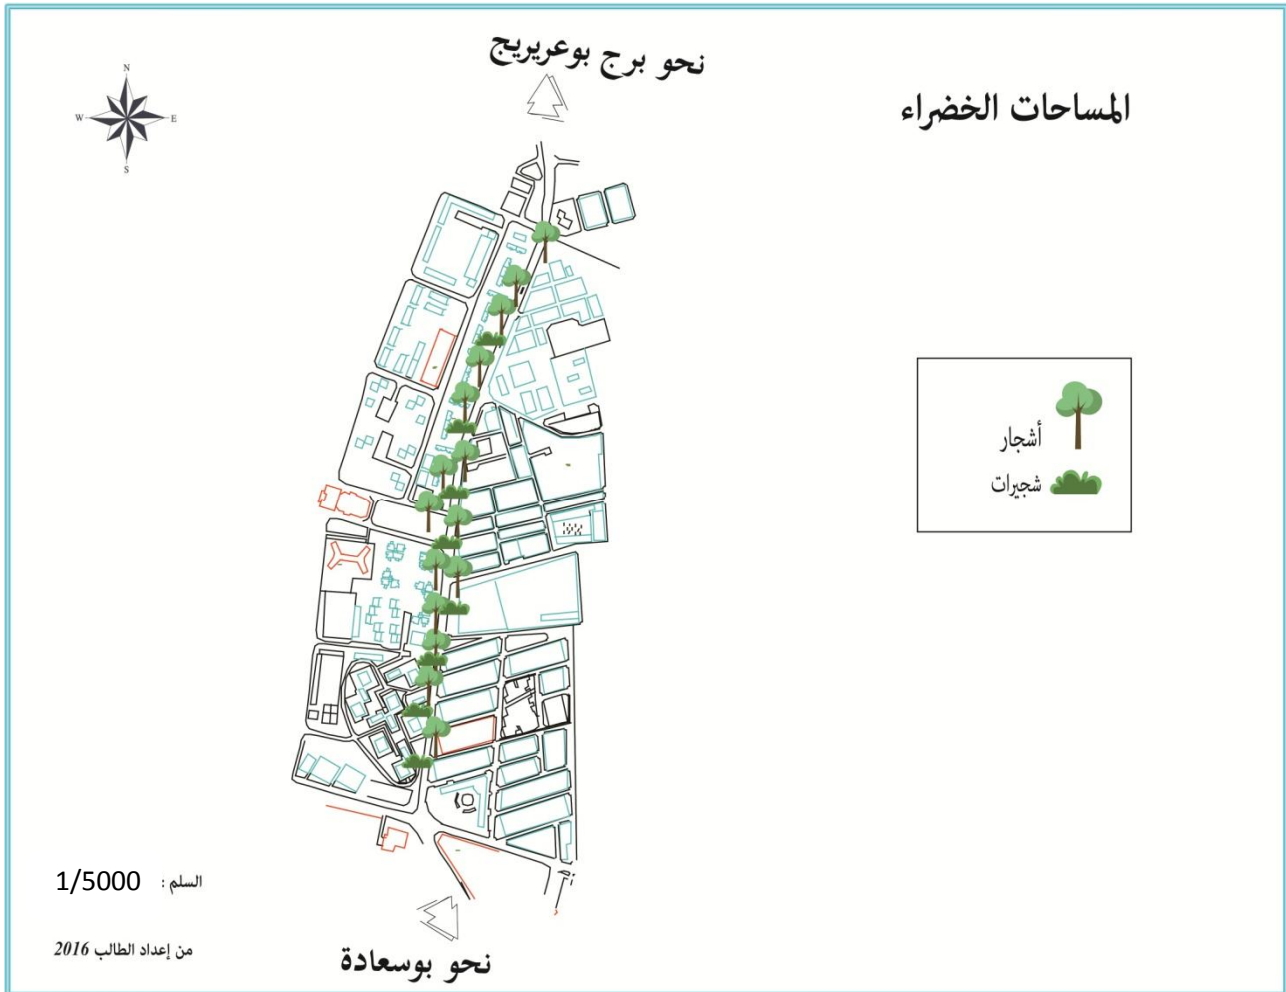 نحو برج بوعريريج
المساحات الخضراء
N
W E
S
أشجار
شجيرات
السلم : 1/5000
من إعداد الطالب 2016
نحو بوسعادة